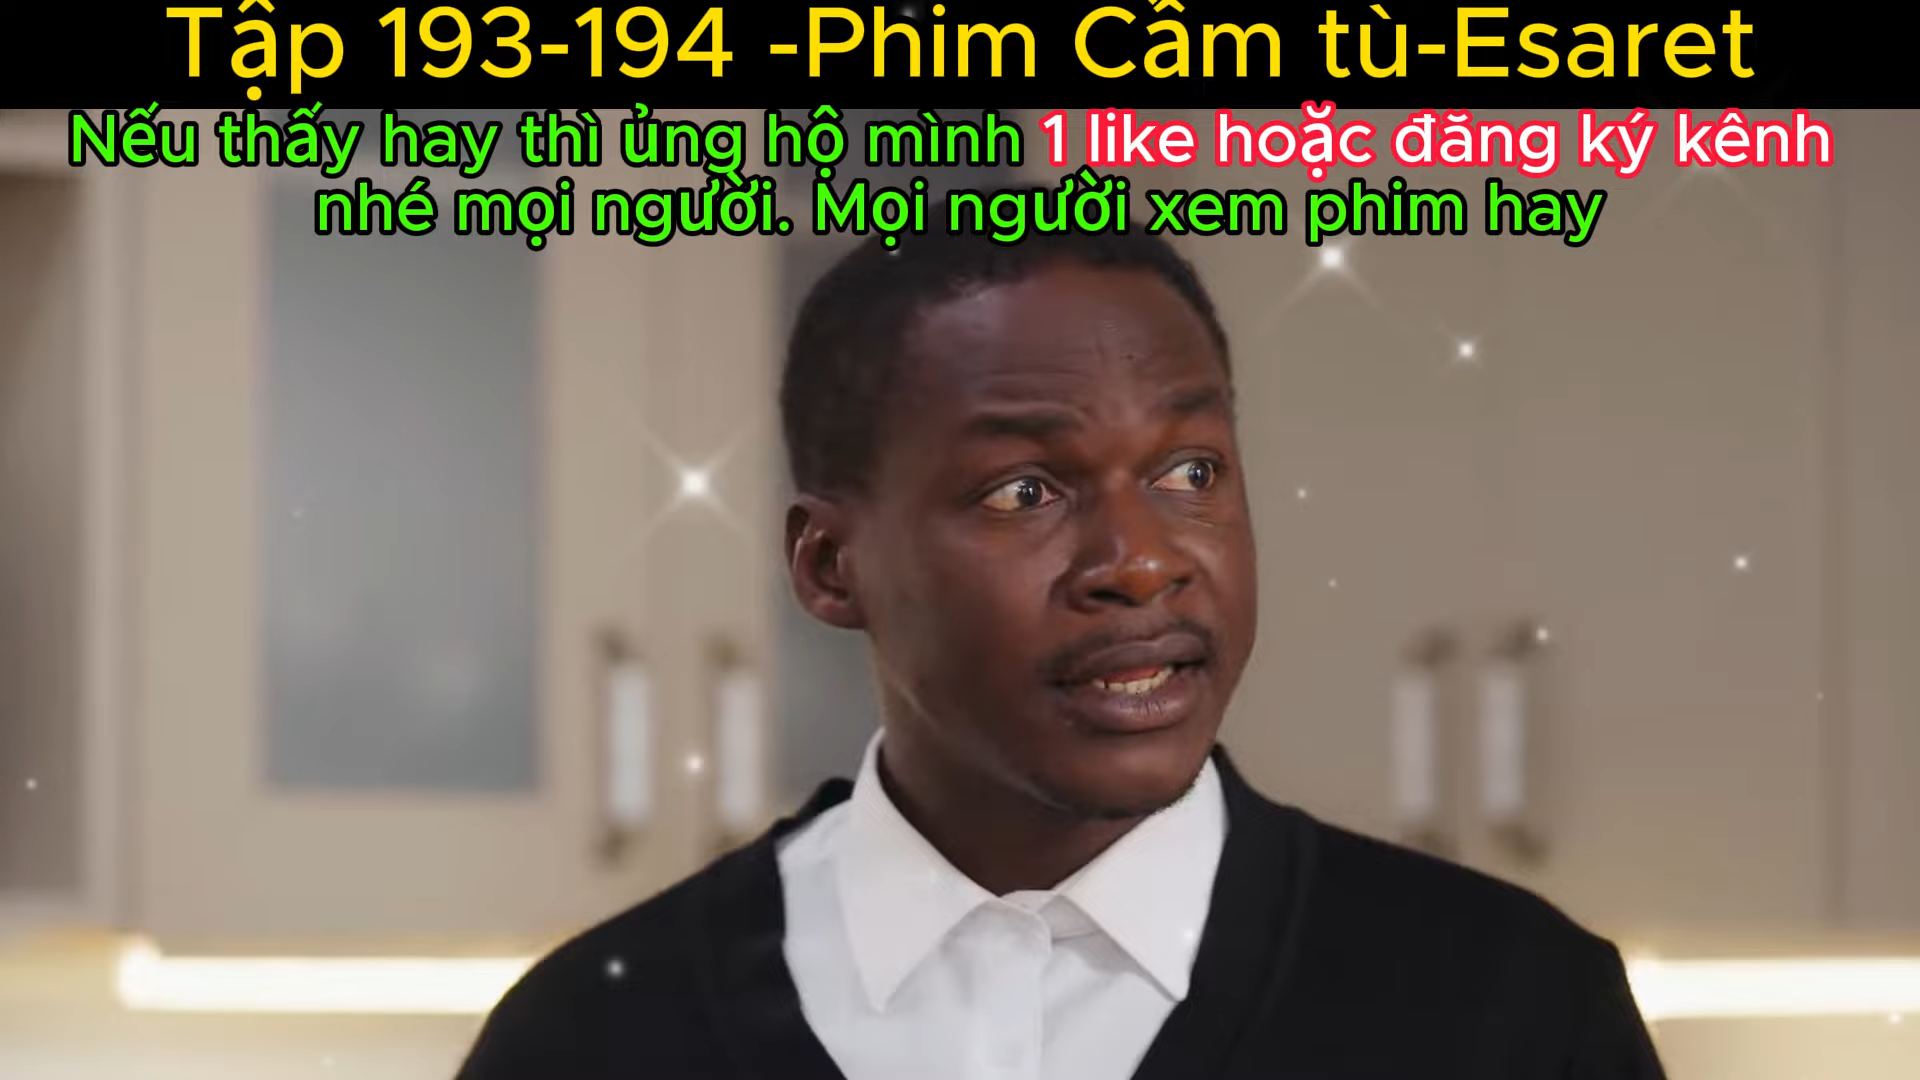 Tập 193-194 -Phim Cầm tù-Esaret
Nếu thấy hay thì ủng hộ mình 1 like hoặc đăng ký kênh
nhé mọi người. Mọi người xem phim hay